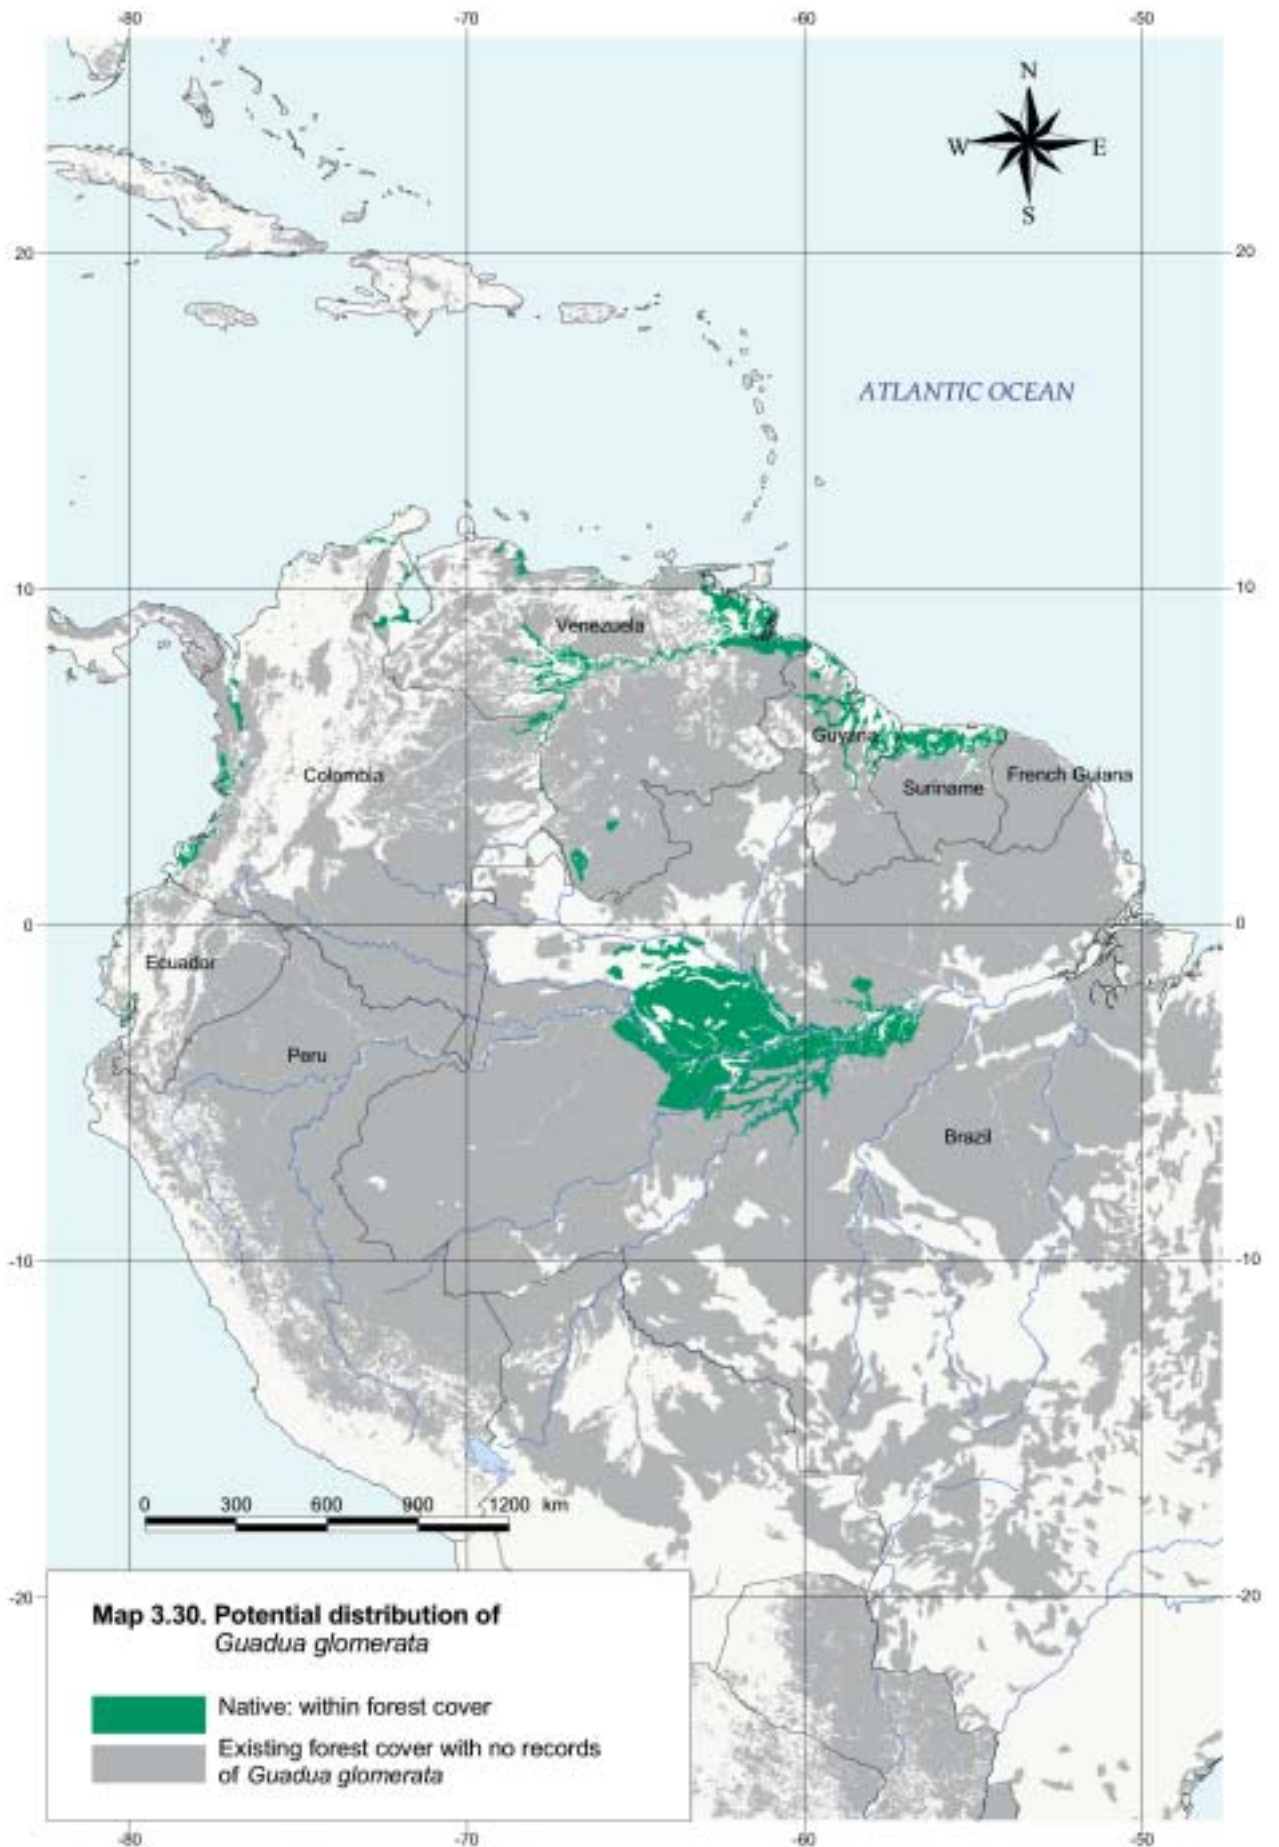 -80 -70 -60 -50
N
W E
S
20 20
ATLANTIC OCEAN
10 10
Venezuela
Guyana
Colombia
French Guiana
Suriname
0 0
Ecuador
Peru
Brazil
-10 -10
0 300 600 900 1200 km
-20 -20
Map 3.30. Potential distribution of
Guadua glomerata
Native: within forest cover
Existing forest cover with no records
of Guadua glomerata
-80 -70 -60 -50